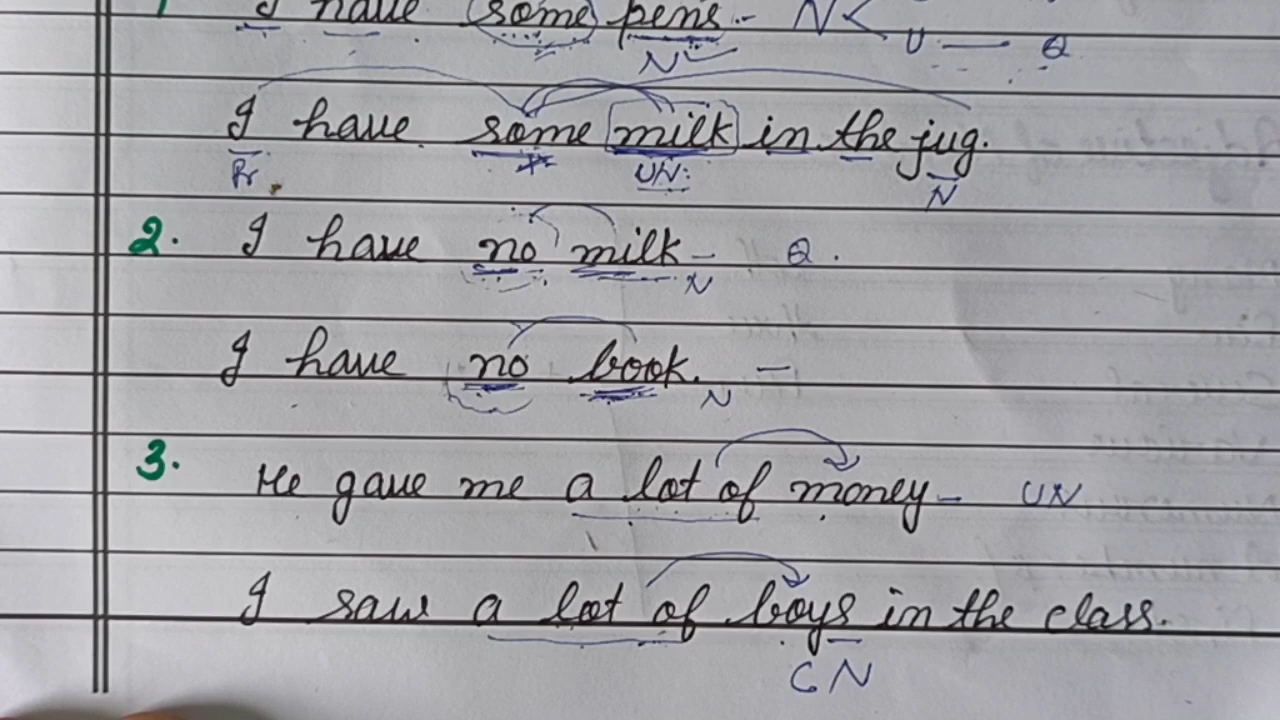 I have some pens. - N <
N U — Q
I have some milk in the jug.
Pr. UN: N
2. I have no milk - Q.
N
I have no book. -
N
3. He gave me a lot of money - UN
I saw a lot of boys in the class.
CN